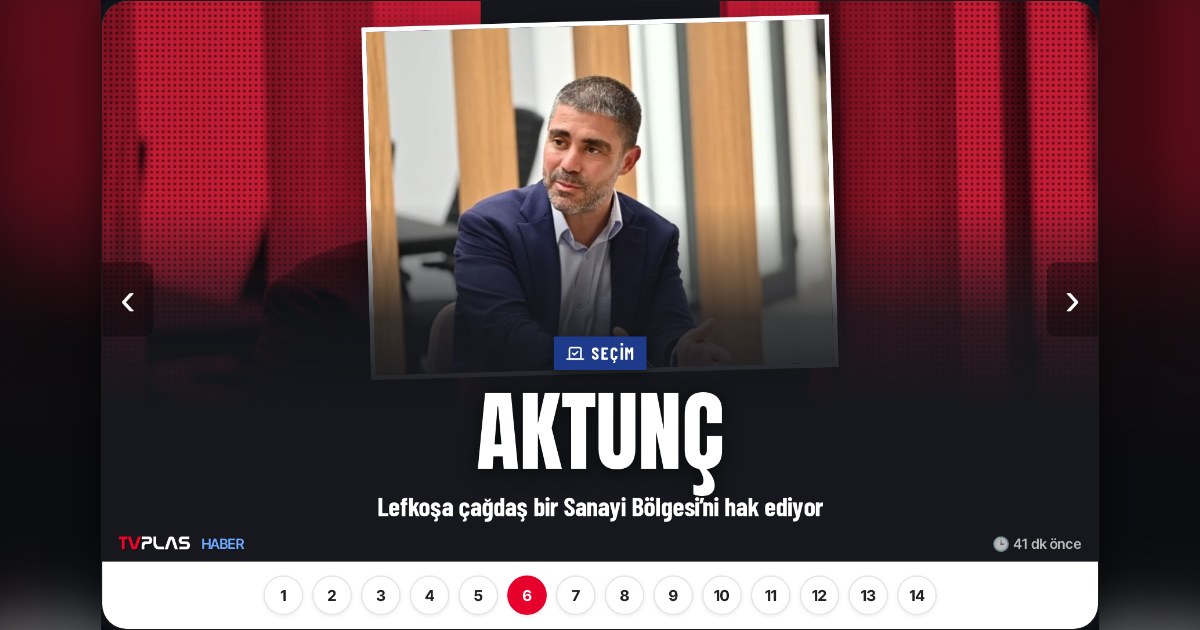 SEÇİM
AKTUNÇ
Lefkoşa çağdaş bir Sanayi Bölgesi’ni hak ediyor
TVPLAS HABER
41 dk önce
1 2 3 4 5 6 7 8 9 10 11 12 13 14